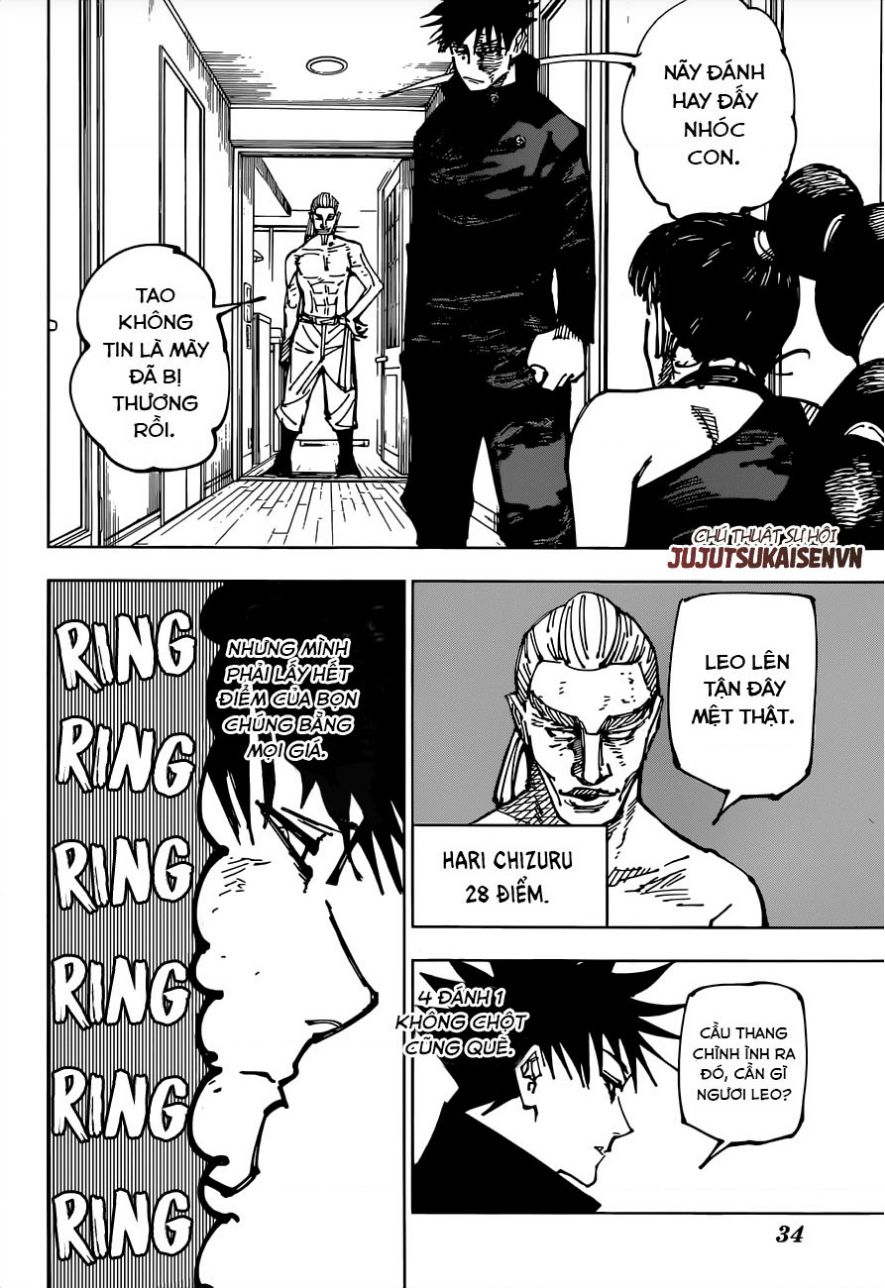 NÃY ĐÁNH
HAY ĐẤY
NHÓC
CON.
TAO
KHÔNG
TIN LÀ MÀY
ĐÃ BỊ
THƯƠNG
RỒI.
CHÚ THUẬT SƯ HỒI
JUJUTSUKAISENVN
LEO LÊN
TẬN ĐÂY
MỆT THẬT.
HARI CHIZURU
28 ĐIỂM.
CẦU THANG
CHÌNH ÌNH RA
ĐÓ, CẦN GÌ
NGƯƠI LEO?
4 ĐÁNH 1
KHÔNG CHỘT
CŨNG QUÈ.
NHƯNG MÌNH
PHẢI LẤY HẾT
ĐIỂM CỦA BỌN
CHÚNG BẰNG
MỌI GIÁ.
RING
RING
RING
RING
RING
RING
34